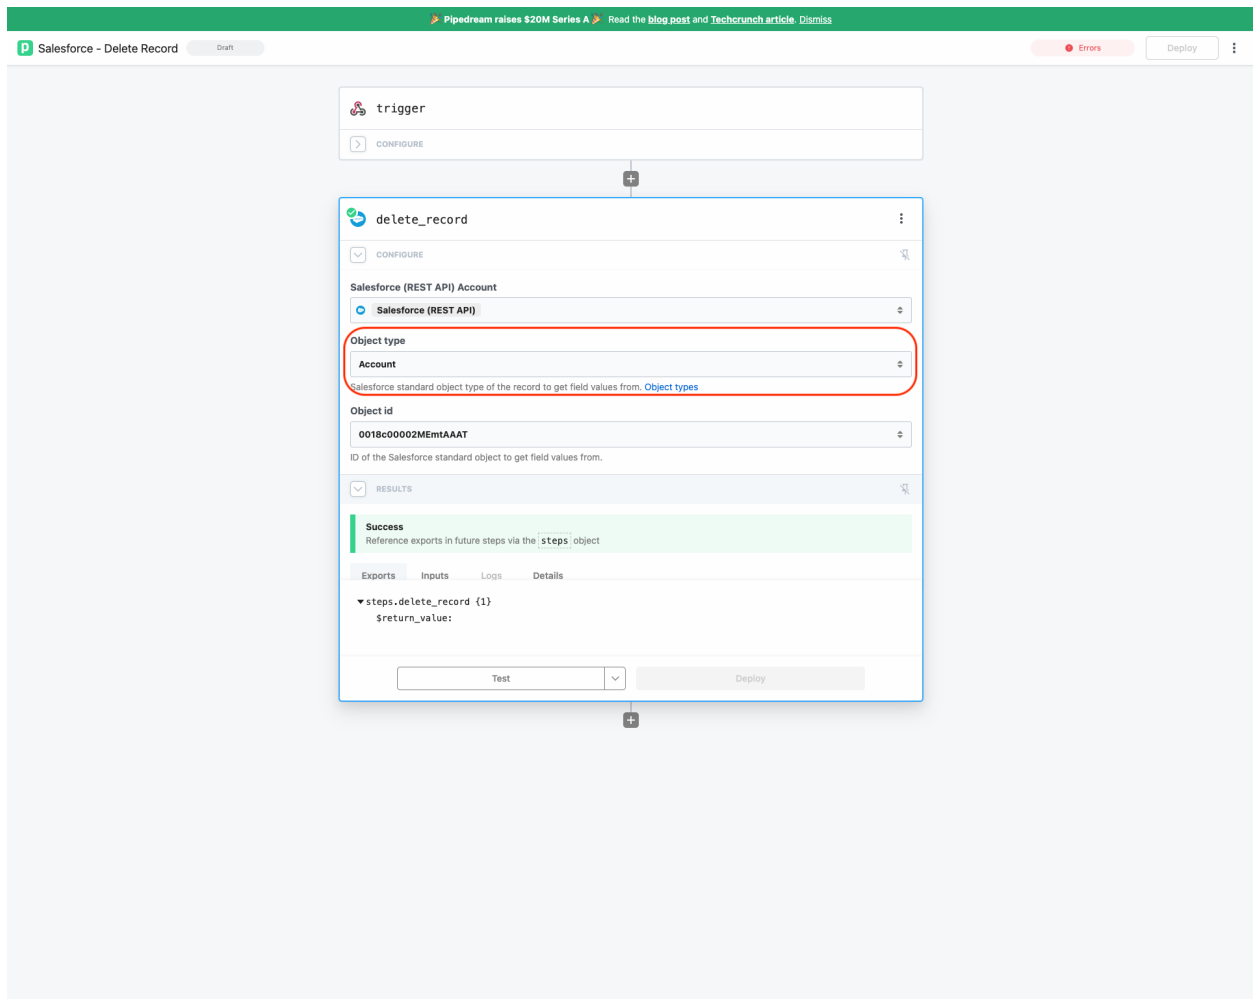 🎉 Pipedream raises $20M Series A 🎉 Read the blog post and Techcrunch article. Dismiss
Salesforce - Delete Record Draft Errors Deploy
trigger
CONFIGURE
delete_record
CONFIGURE
Salesforce (REST API) Account
Salesforce (REST API)
Object type
Account
Salesforce standard object type of the record to get field values from. Object types
Object id
0018c00002MEmtAAAT
ID of the Salesforce standard object to get field values from.
RESULTS
Success
Reference exports in future steps via the steps object
Exports Inputs Logs Details
steps.delete_record {1}
$return_value:
Test Deploy